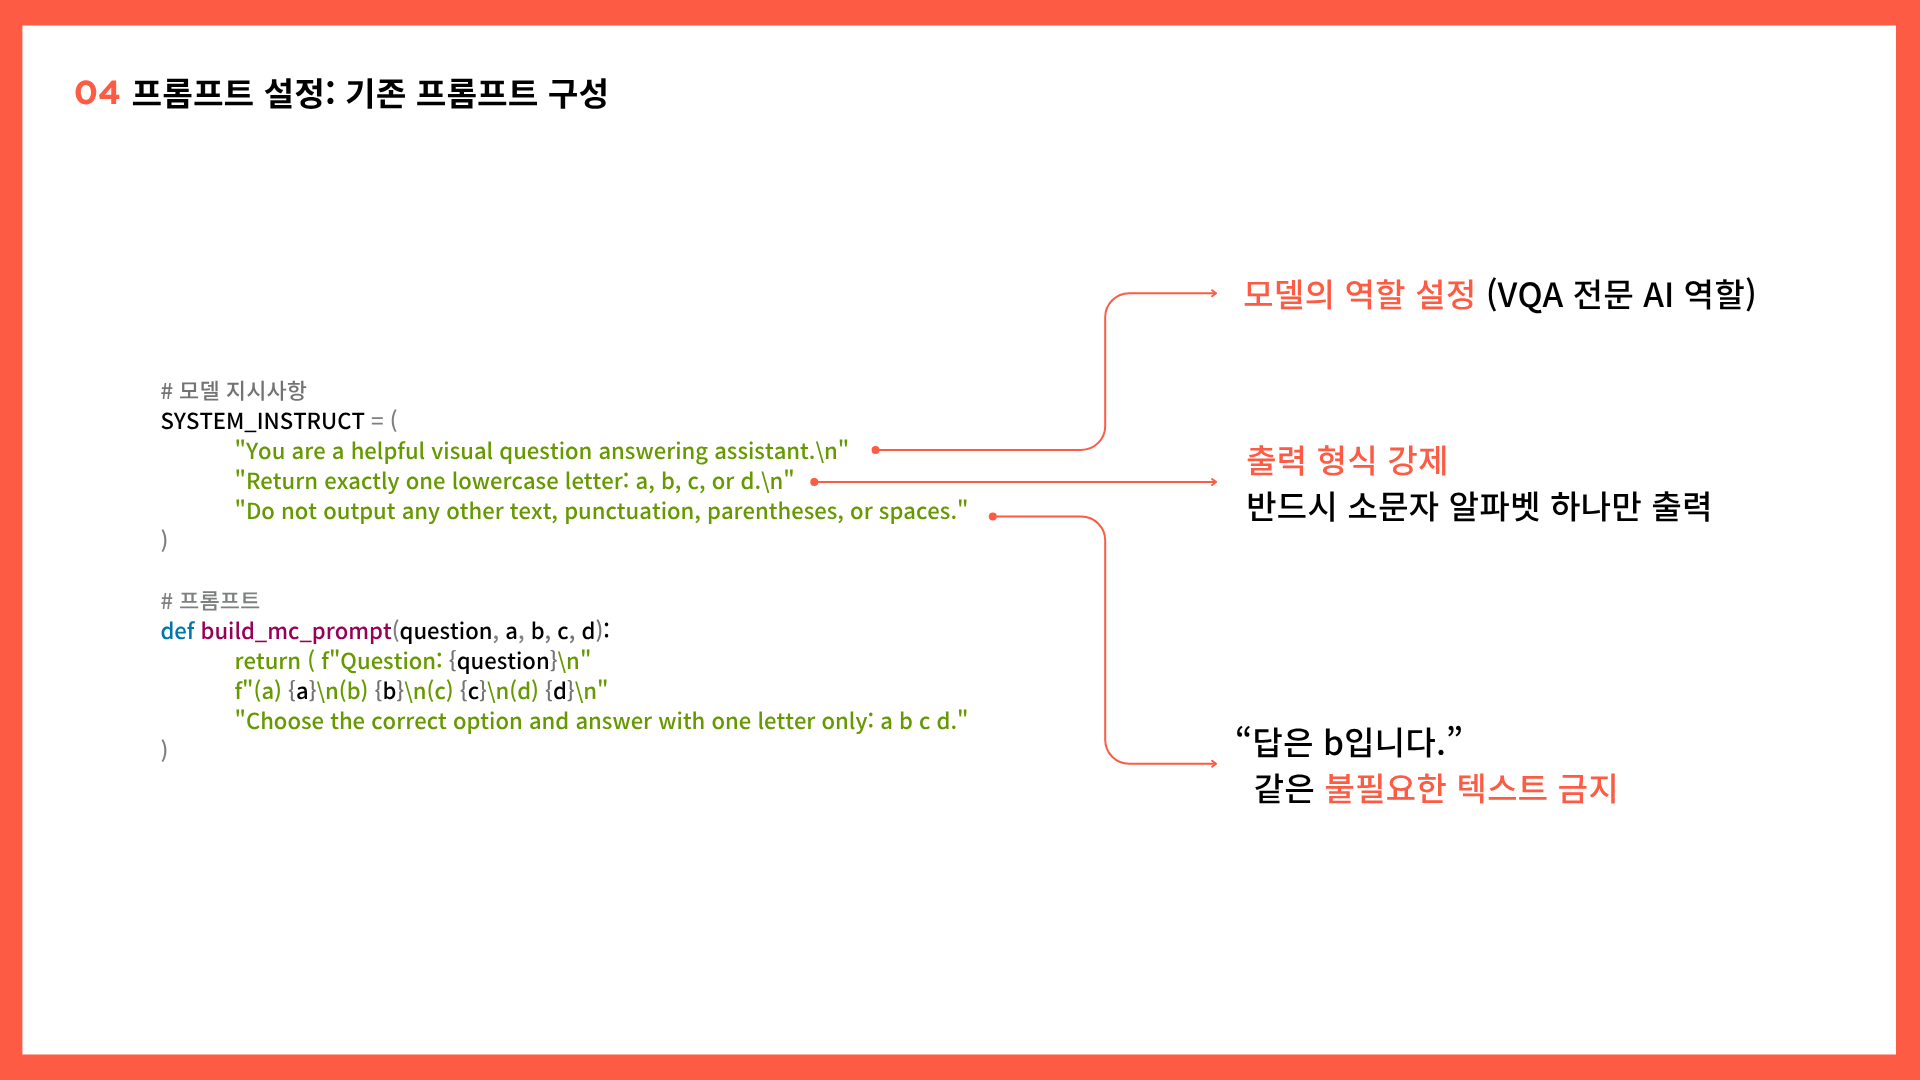 04 프롬프트 설정: 기존 프롬프트 구성
# 모델 지시사항
SYSTEM_INSTRUCT = (
"You are a helpful visual question answering assistant.\n"
"Return exactly one lowercase letter: a, b, c, or d.\n"
"Do not output any other text, punctuation, parentheses, or spaces."
)
# 프롬프트
def build_mc_prompt(question, a, b, c, d):
return ( f"Question: {question}\n"
f"(a) {a}\n(b) {b}\n(c) {c}\n(d) {d}\n"
"Choose the correct option and answer with one letter only: a b c d."
)
모델의 역할 설정 (VQA 전문 AI 역할)
출력 형식 강제
반드시 소문자 알파벳 하나만 출력
“답은 b입니다.”
같은 불필요한 텍스트 금지